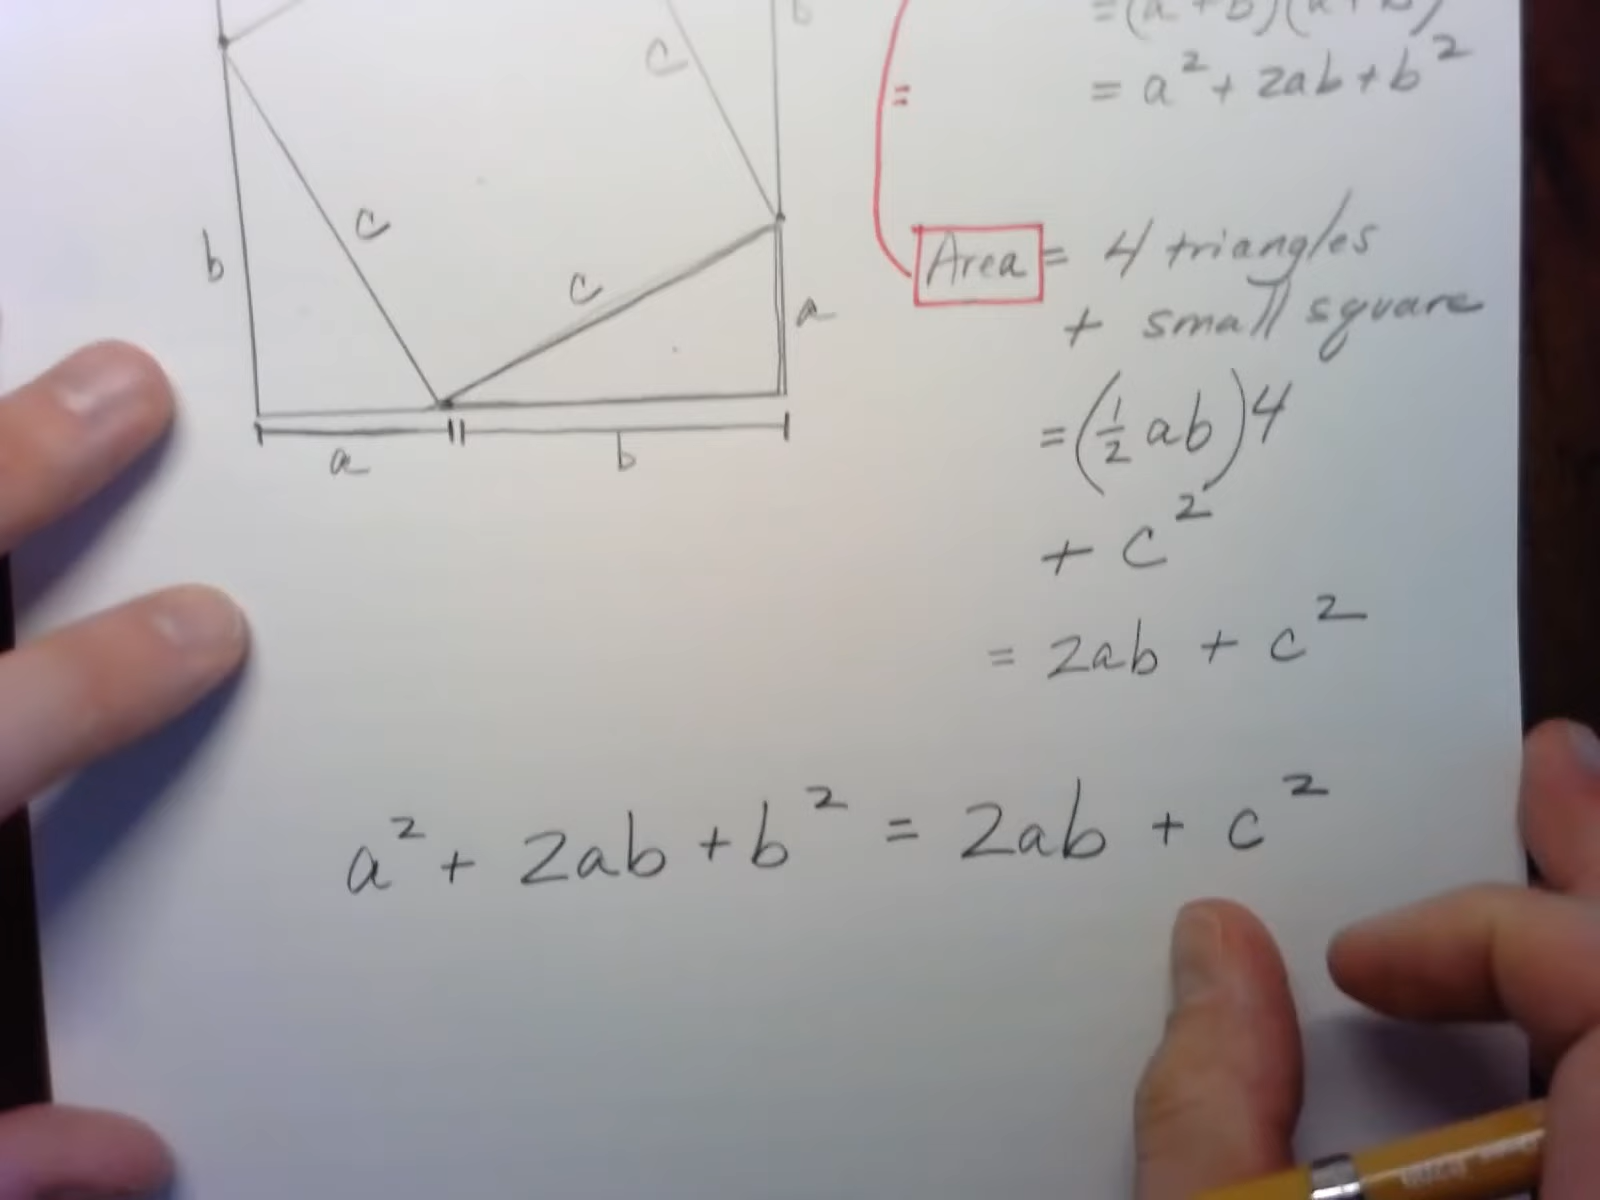 c
b
= (a + b)(a + b)
= a² + 2ab + b²
=
b
c
c
a
Area = 4 triangles
+ small square
= (½ ab)4
+ c²
a
b
= 2ab + c²
a² + 2ab + b² = 2ab + c²